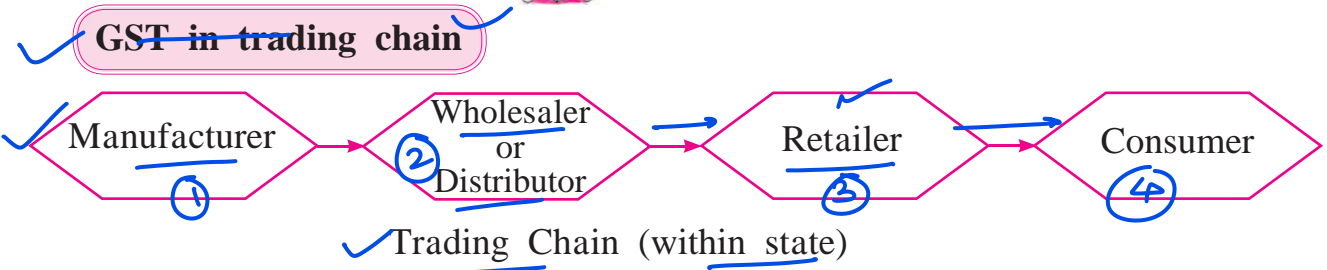 GST in trading chain
Manufacturer
1
Wholesaler
or
Distributor
2
Retailer
3
Consumer
4
Trading Chain (within state)